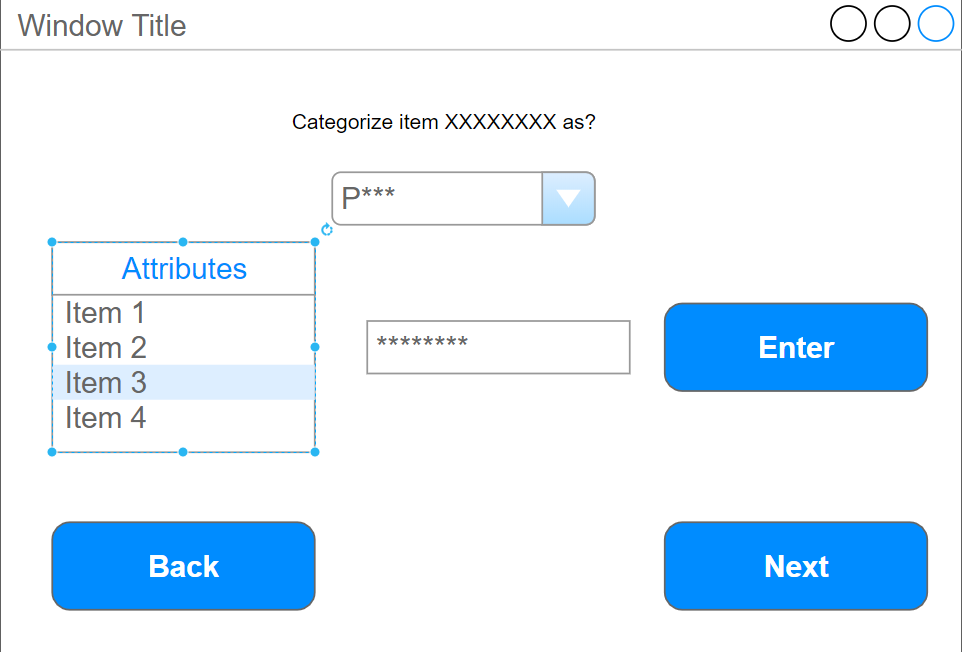 Window Title
Categorize item XXXXXXXX as?
P***
Attributes
Item 1
Item 2
Item 3
Item 4
********
Enter
Back
Next